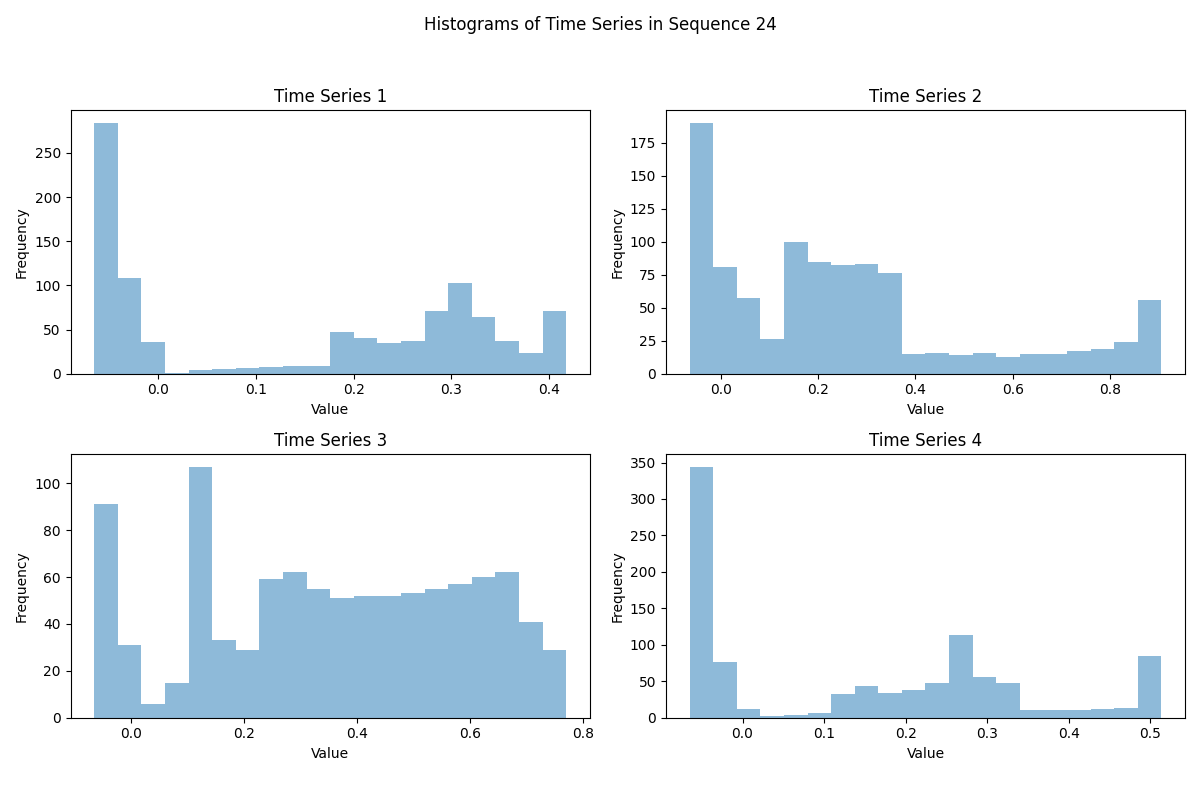 Histograms of Time Series in Sequence 24
Time Series 1
Frequency
250
200
150
100
50
0
0.0 0.1 0.2 0.3 0.4
Value
Time Series 2
Frequency
175
150
125
100
75
50
25
0
0.0 0.2 0.4 0.6 0.8
Value
Time Series 3
Frequency
100
80
60
40
20
0
0.0 0.2 0.4 0.6 0.8
Value
Time Series 4
Frequency
350
300
250
200
150
100
50
0
0.0 0.1 0.2 0.3 0.4 0.5
Value